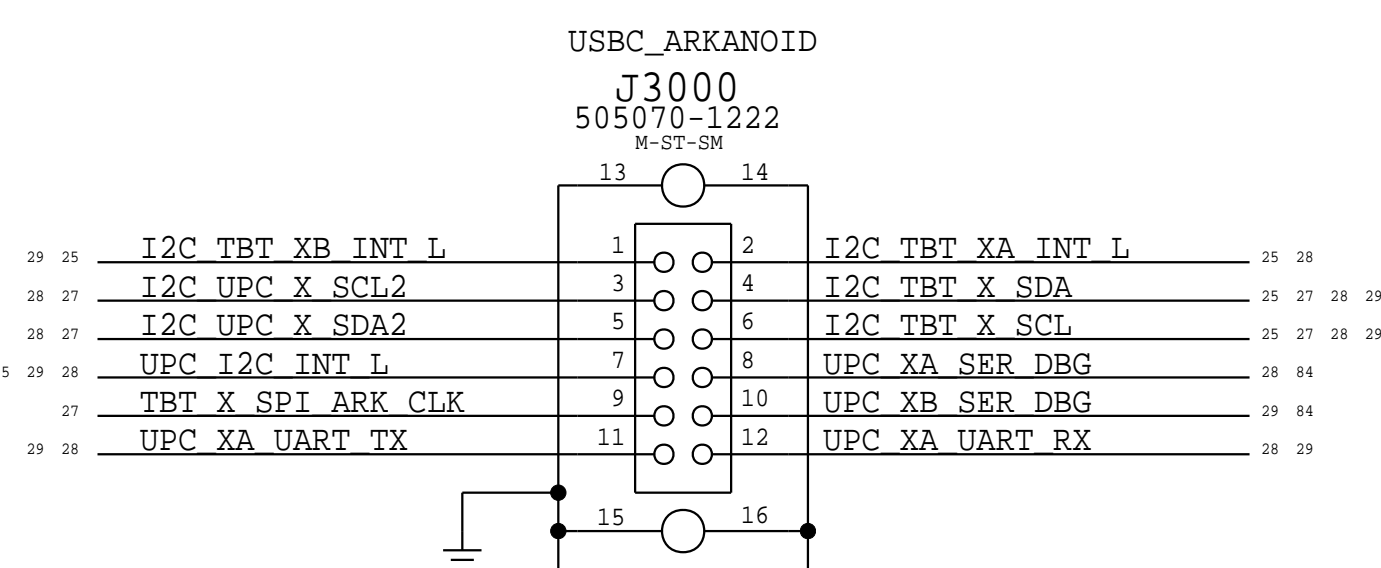 USBC_ARKANOID
J3000
505070-1222
M-ST-SM
13 14
29 25 I2C_TBT_XB_INT_L 1 2 I2C_TBT_XA_INT_L 25 28
28 27 I2C_UPC_X_SCL2 3 4 I2C_TBT_X_SDA 25 27 28 29
28 27 I2C_UPC_X_SDA2 5 6 I2C_TBT_X_SCL 25 27 28 29
5 29 28 UPC_I2C_INT_L 7 8 UPC_XA_SER_DBG 28 84
27 TBT_X_SPI_ARK_CLK 9 10 UPC_XB_SER_DBG 29 84
29 28 UPC_XA_UART_TX 11 12 UPC_XA_UART_RX 28 29
15 16